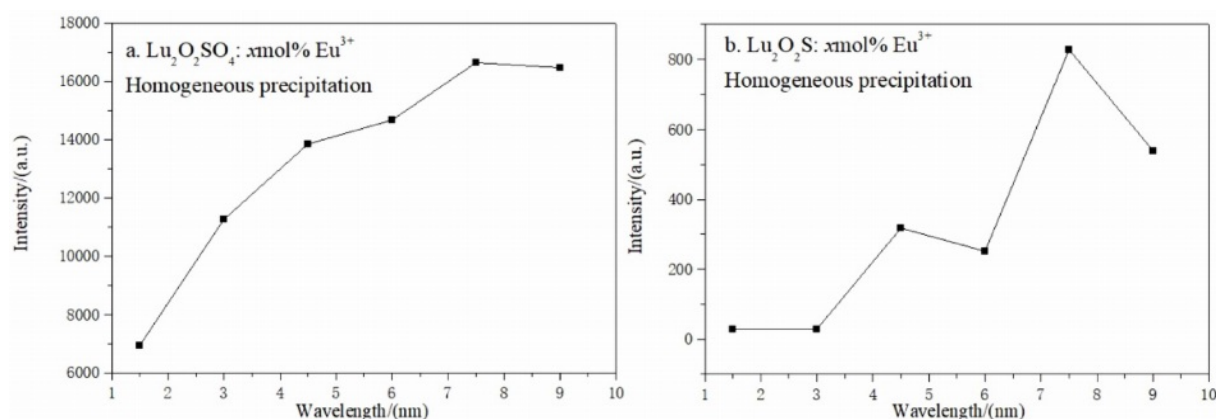 a. Lu₂O₂SO₄: xmol% Eu³⁺
Homogeneous precipitation
Intensity/(a.u.)
18000
16000
14000
12000
10000
8000
6000
1 2 3 4 5 6 7 8 9 10
Wavelength/(nm)
b. Lu₂O₂S: xmol% Eu³⁺
Homogeneous precipitation
Intensity/(a.u.)
800
600
400
200
0
1 2 3 4 5 6 7 8 9 10
Wavelength/(nm)